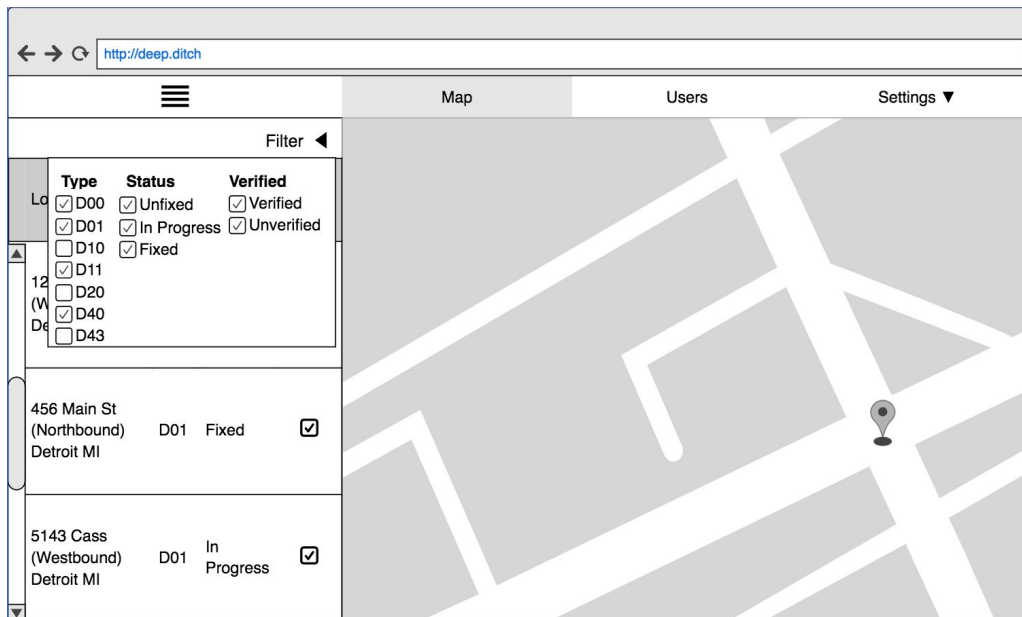 http://deep.ditch
Map Users Settings ▼
Filter ◀
Type Status Verified
D00 Unfixed Verified
D01 In Progress Unverified
D10 Fixed
D11
D20
D40
D43
456 Main St
(Northbound) D01 Fixed
Detroit MI
5143 Cass
(Westbound) D01 In Progress
Detroit MI